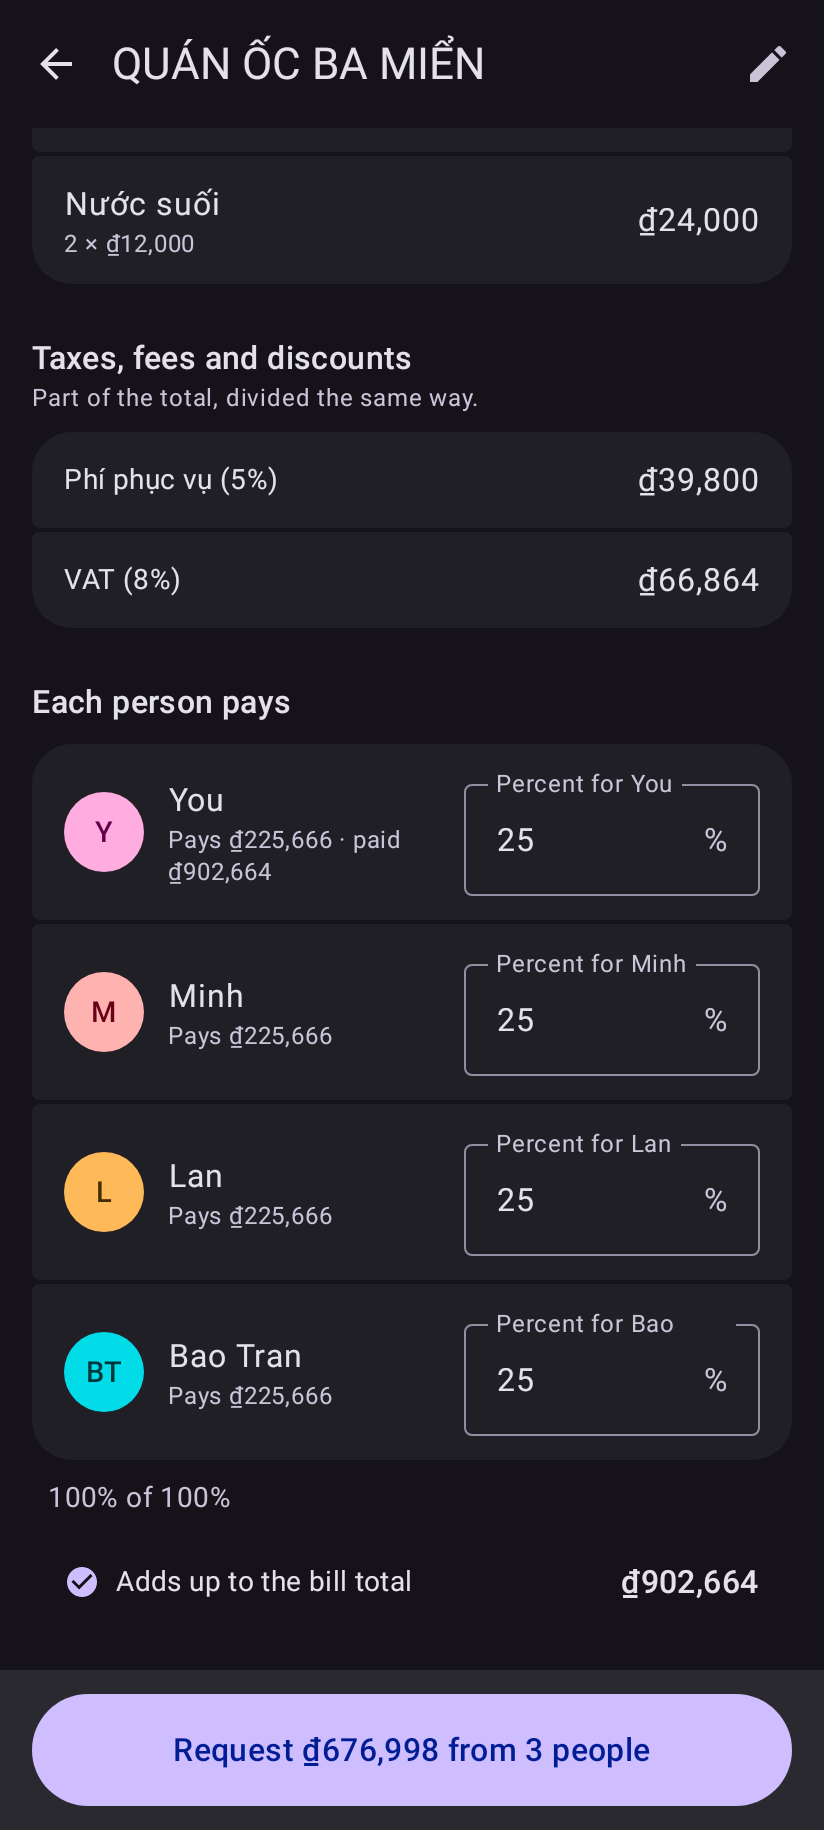 QUÁN ỐC BA MIỂN
Nước suối
2 × ₫12,000
₫24,000
Taxes, fees and discounts
Part of the total, divided the same way.
Phí phục vụ (5%)
₫39,800
VAT (8%)
₫66,864
Each person pays
Y
You
Pays ₫225,666 · paid
₫902,664
Percent for You
25 %
M
Minh
Pays ₫225,666
Percent for Minh
25 %
L
Lan
Pays ₫225,666
Percent for Lan
25 %
BT
Bao Tran
Pays ₫225,666
Percent for Bao
25 %
100% of 100%
Adds up to the bill total
₫902,664
Request ₫676,998 from 3 people